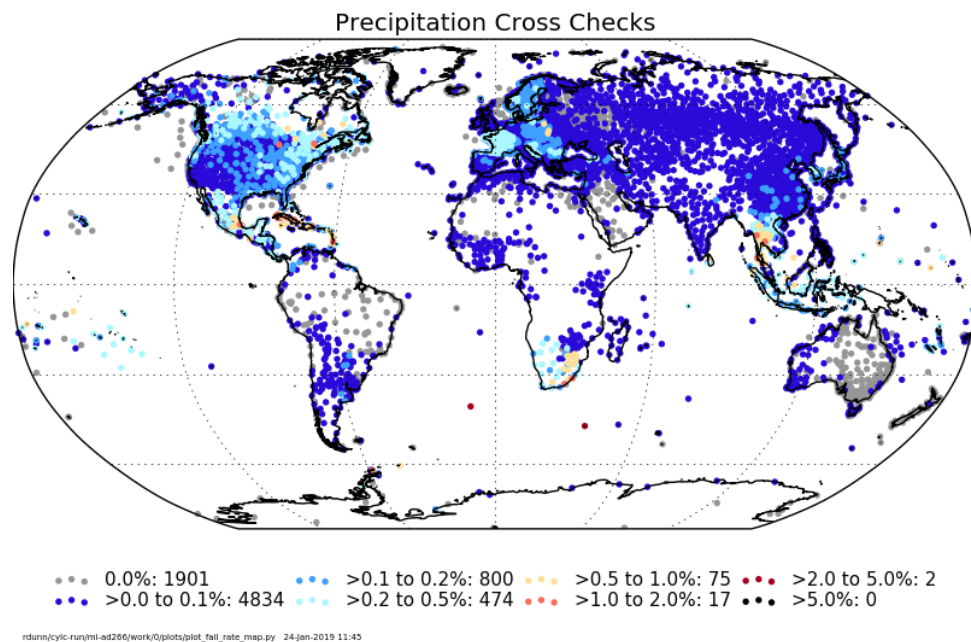 Precipitation Cross Checks
0.0%: 1901
>0.0 to 0.1%: 4834
>0.1 to 0.2%: 800
>0.2 to 0.5%: 474
>0.5 to 1.0%: 75
>1.0 to 2.0%: 17
>2.0 to 5.0%: 2
>5.0%: 0
rdunn/cylc-run/mi-ad266/work/0/plots/plot_fail_rate_map.py 24-Jan-2019 11:45